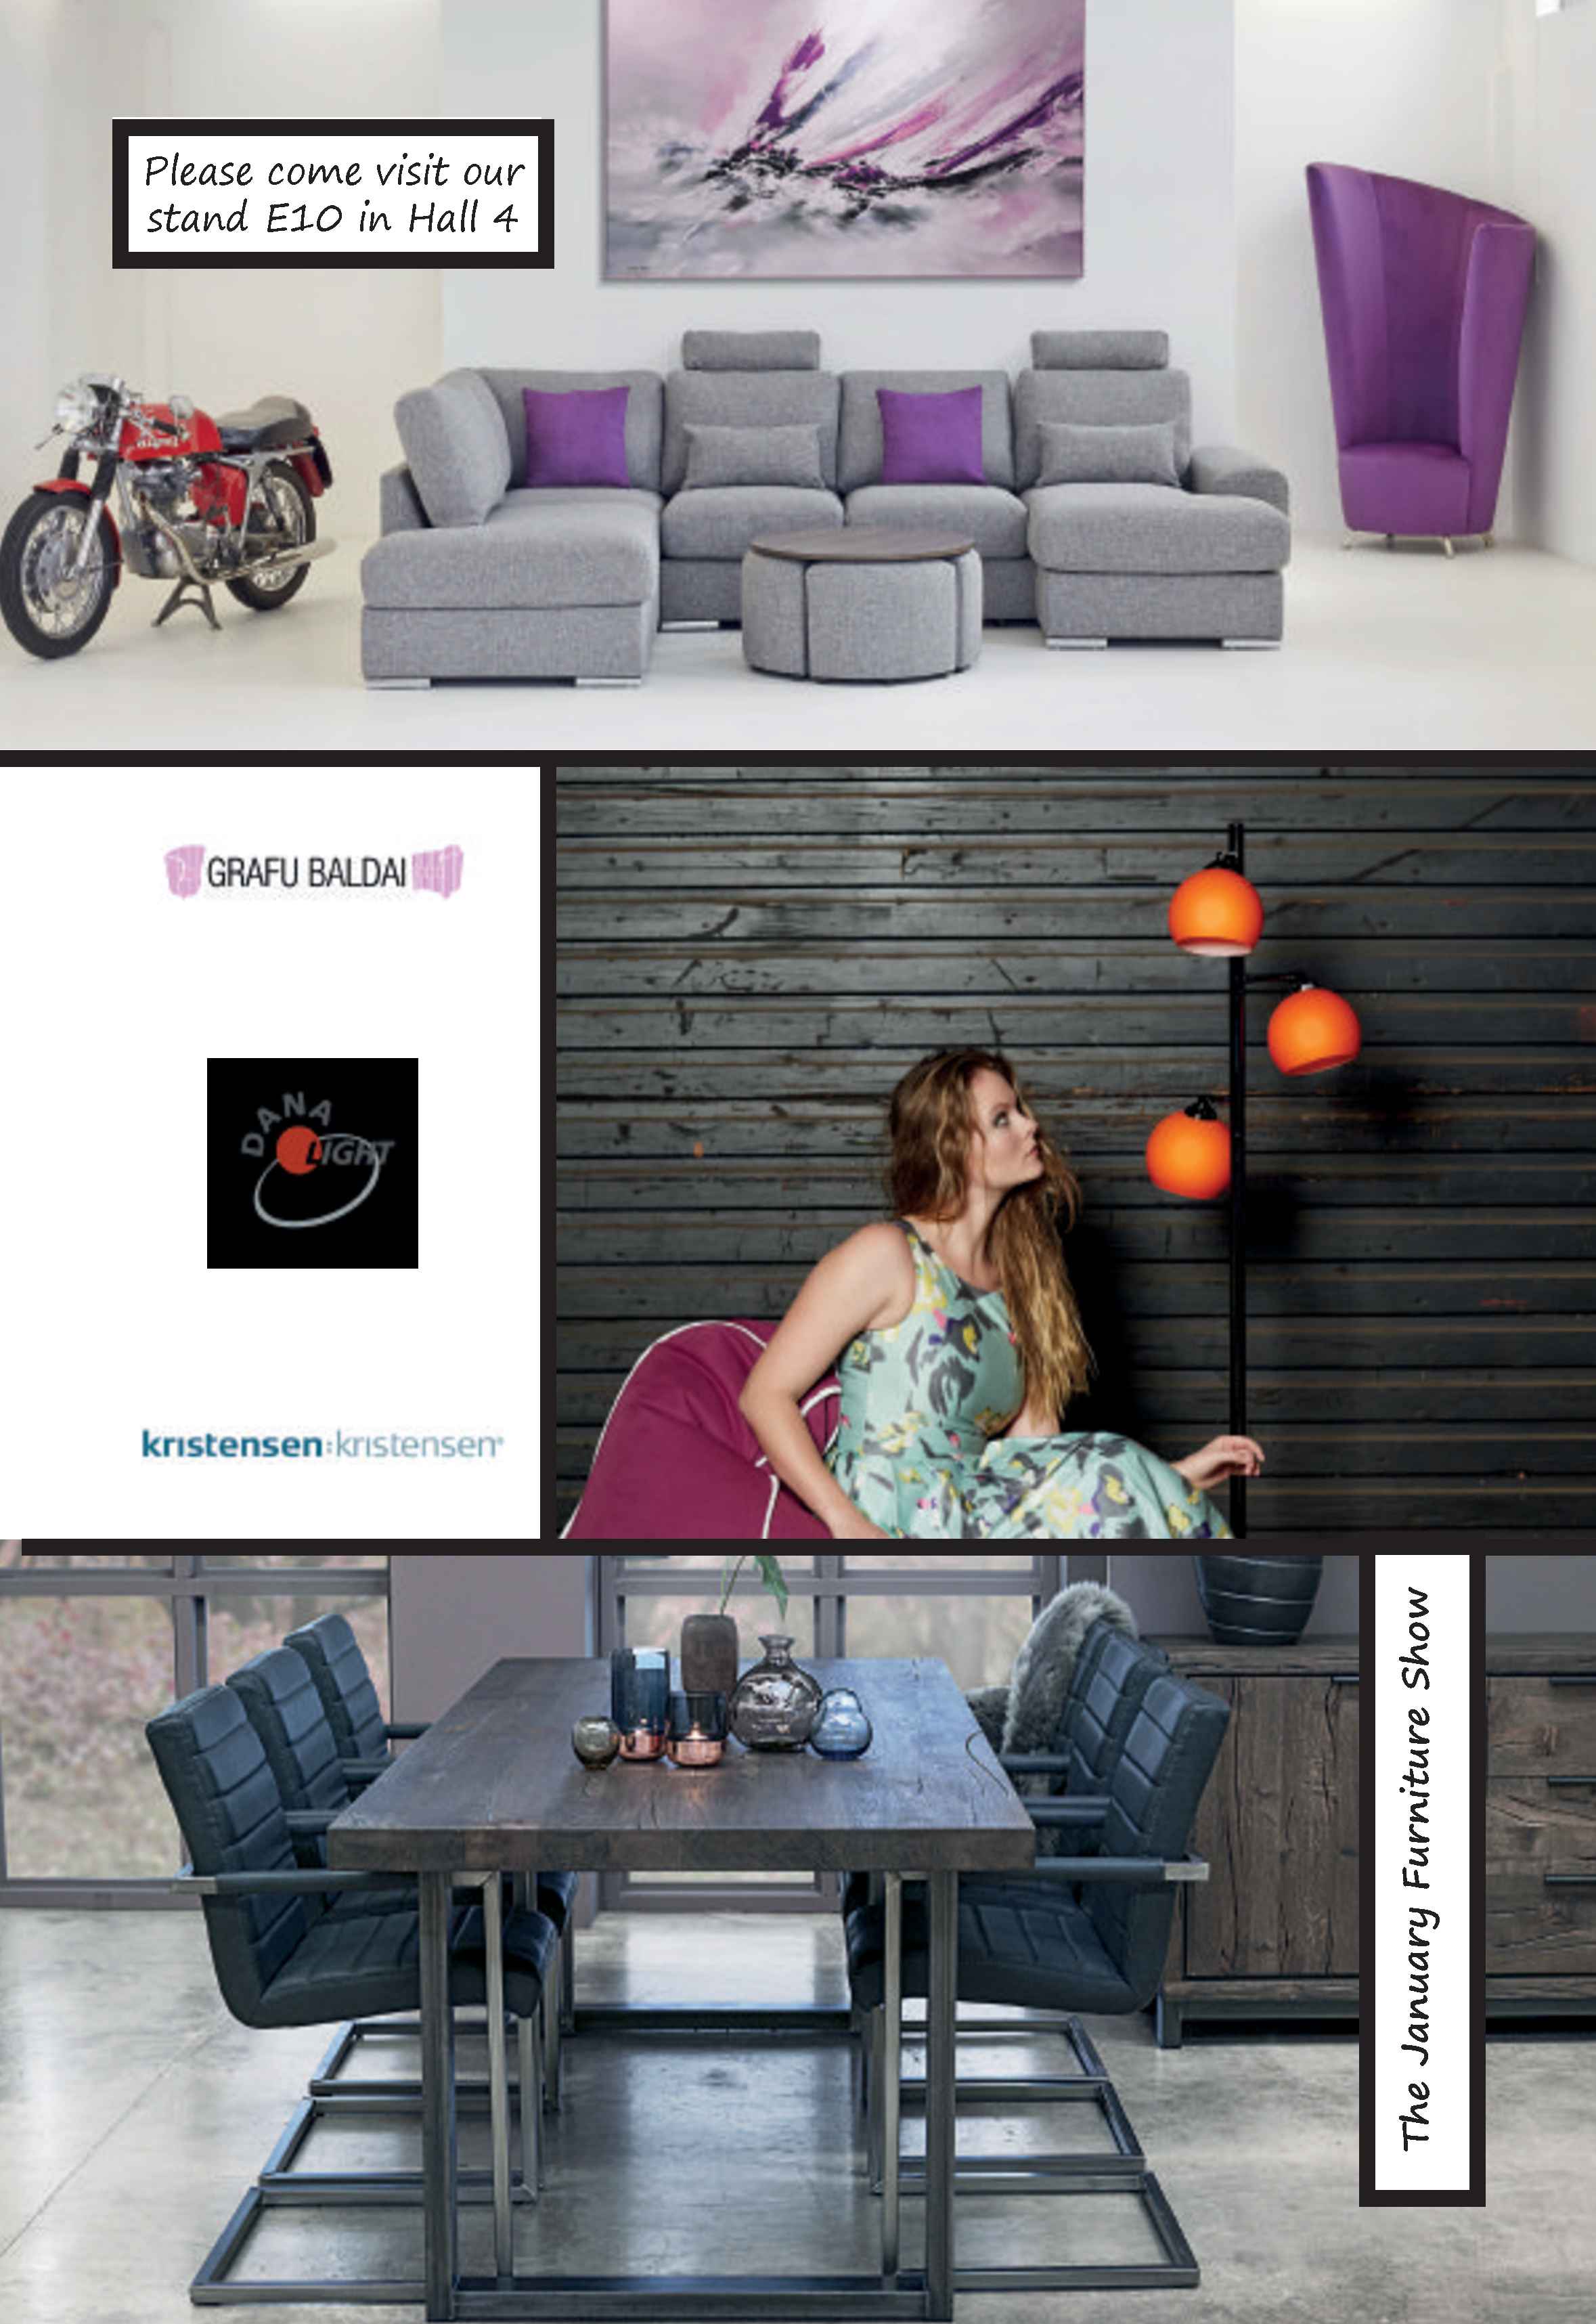 Please come visit our
stand E10 in Hall 4
GRAFU BALDAI
DANA
LIGHT
kristensen:kristensen®
The January Furniture Show